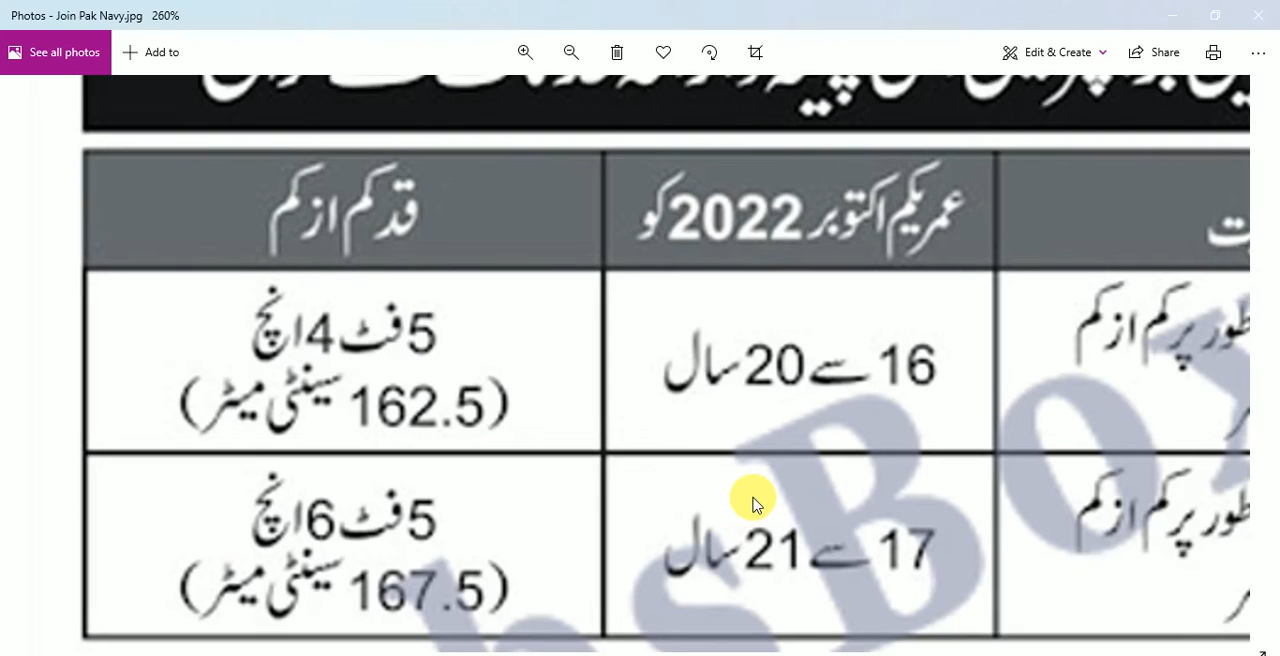 Photos - Join Pak Navy.jpg 260%
See all photos
Add to
Edit & Create
Share
عمر یکم اکتوبر 2022 کو
قد کم از کم
طور پر کم از کم
16 سے 20 سال
5 فٹ 4 انچ
(162.5 سینٹی میٹر)
طور پر کم از کم
17 سے 21 سال
5 فٹ 6 انچ
(167.5 سینٹی میٹر)
bsBox